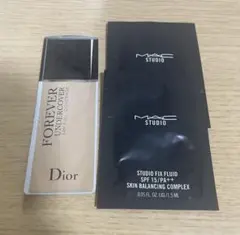 FOREVER
UNDERCOVER
Dior
MAC
STUDIO
MAC
STUDIO
STUDIO FIX FLUID
SPF 15/PA++
SKIN BALANCING COMPLEX